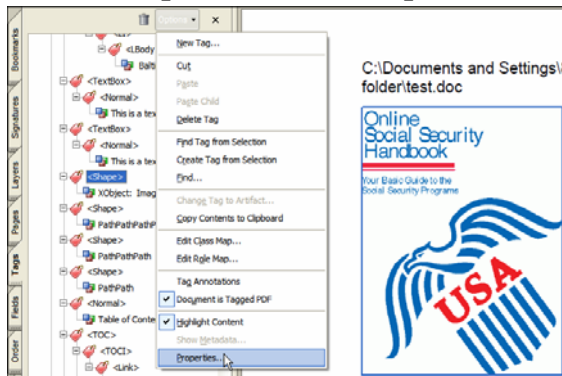 Options
x
Bookmarks
Signatures
Layers
Pages
Tags
Fields
Order
<LBody
Balti
<TextBox>
<Normal>
This is a tex
<TextBox>
<Normal>
This is a tex
<Shape>
XObject: Imag
<Shape>
PathPathPathP
<Shape>
PathPathPath
<Shape>
PathPath
<Normal>
Table of Conte
<TOC>
<TOCI>
<Link>
New Tag...
Cut
Paste
Paste Child
Delete Tag
Find Tag from Selection
Create Tag from Selection
Find...
Change Tag to Artifact...
Copy Contents to Clipboard
Edit Class Map...
Edit Role Map...
Tag Annotations
Document is Tagged PDF
Highlight Content
Show Metadata...
Properties...
C:\Documents and Settings\
folder\test.doc
Online
Social Security
Handbook
Your Basic Guide to the
Social Security Programs
USA